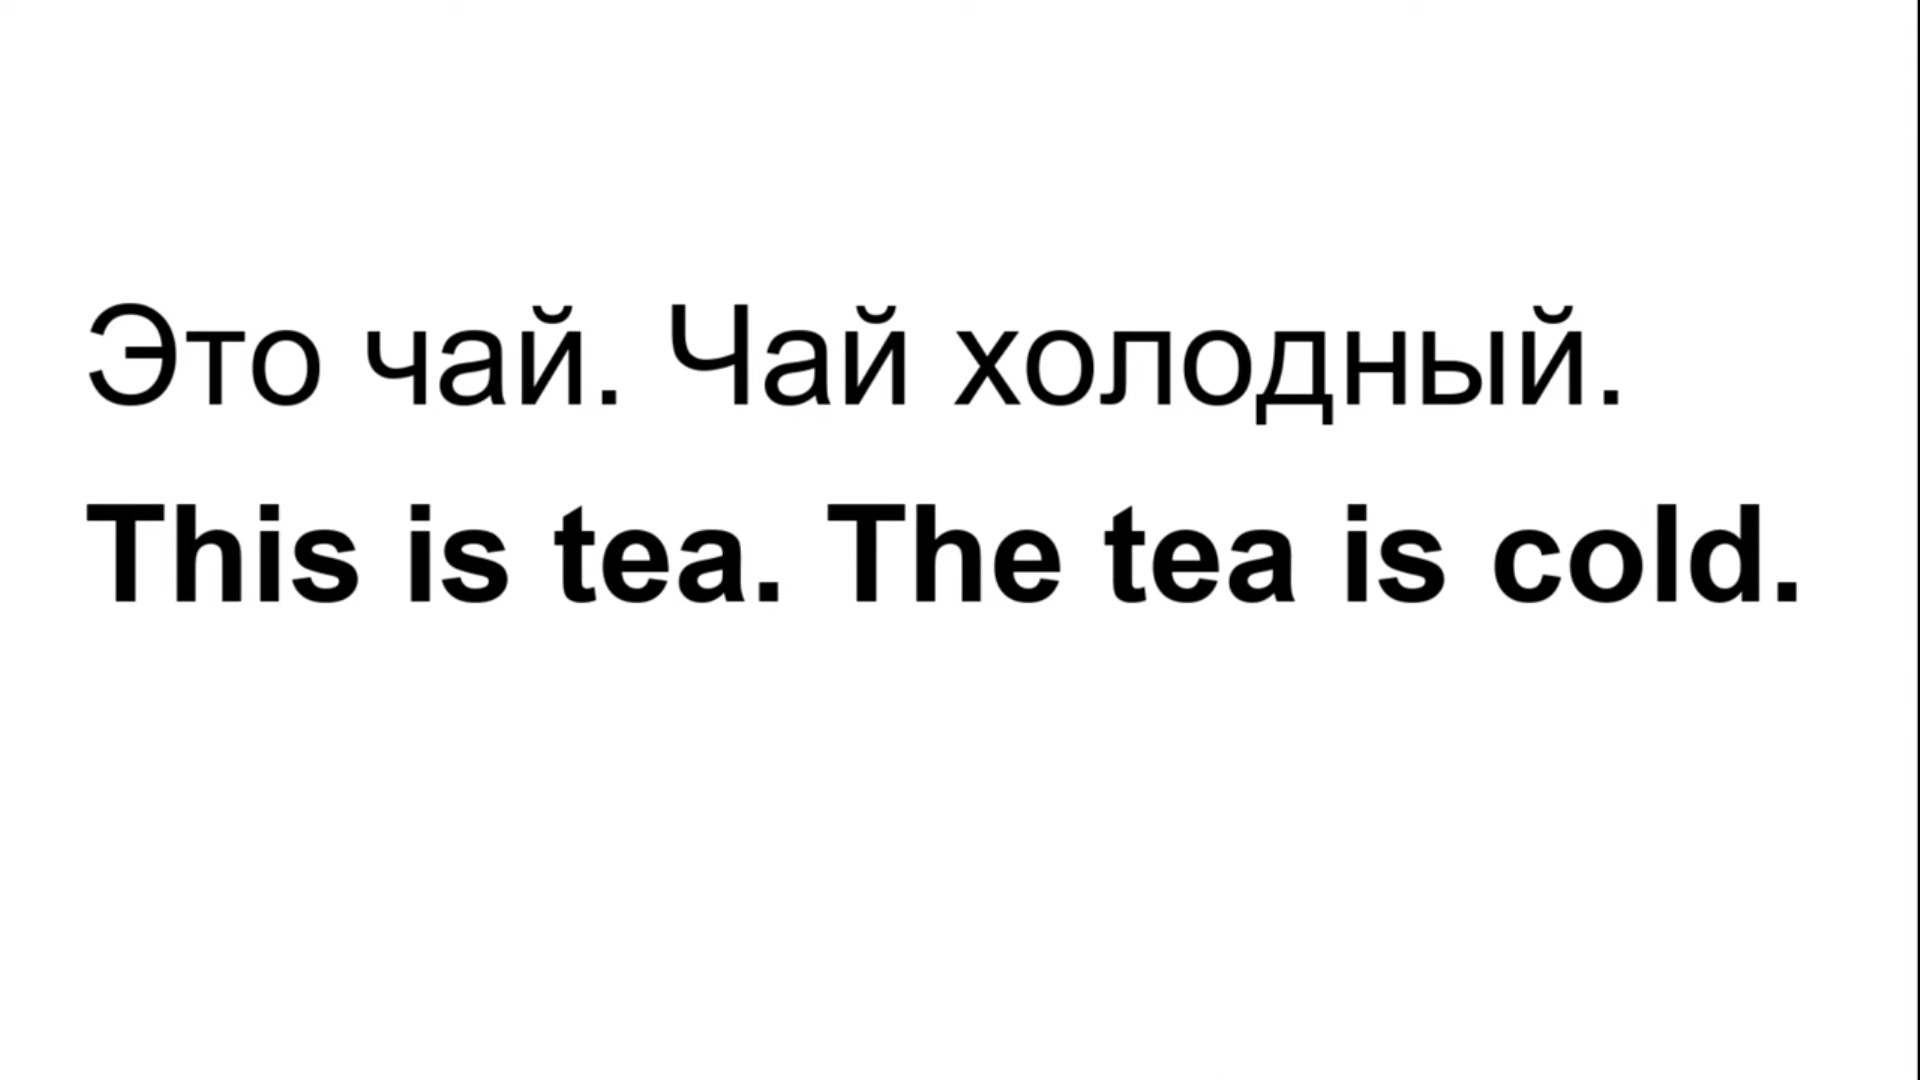 Это чай. Чай холодный.
This is tea. The tea is cold.